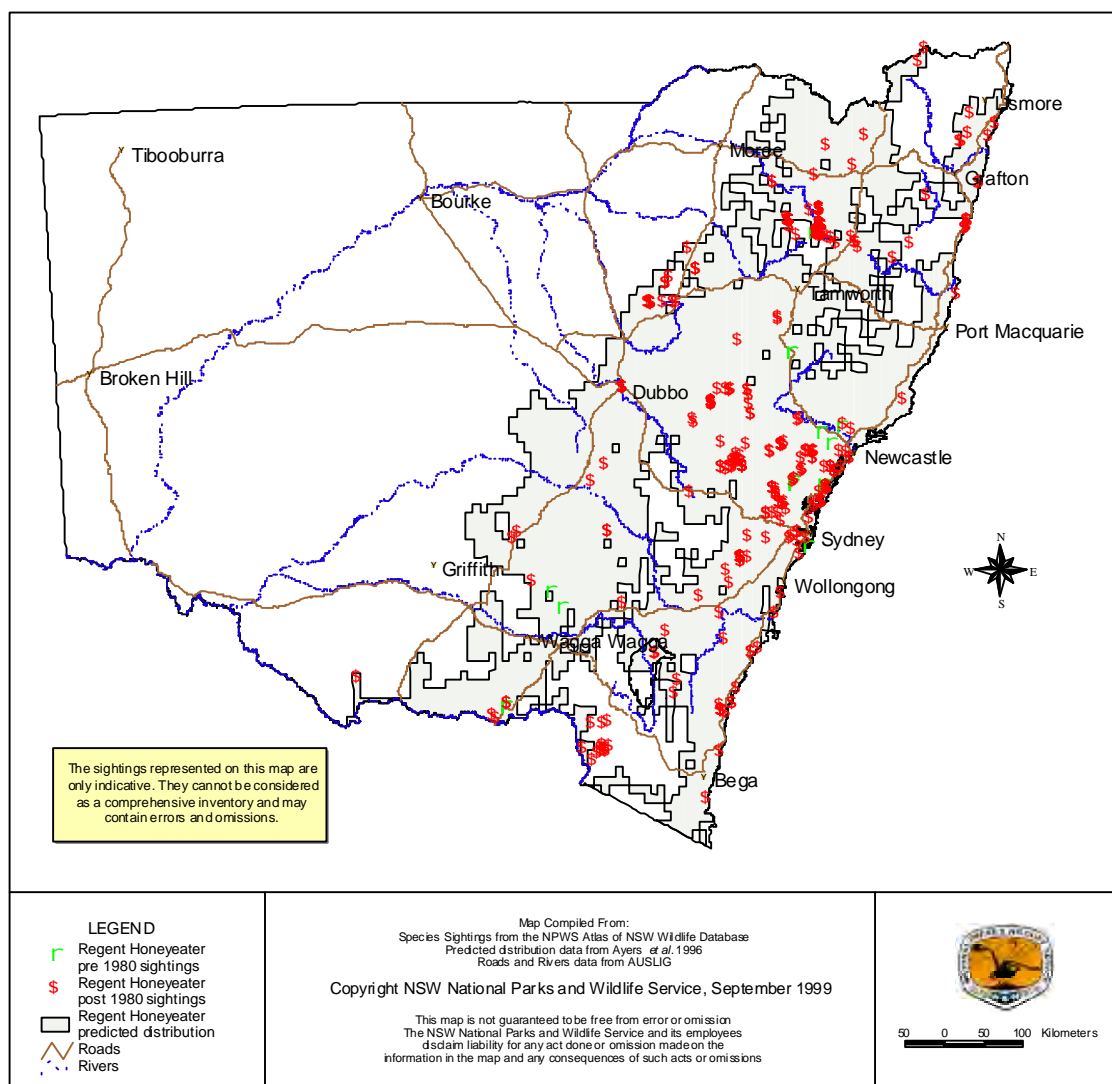 Lismore
Tibooburra
Moree
Grafton
Bourke
Tamworth
Port Macquarie
Broken Hill
Dubbo
Newcastle
Sydney
N
W E
S
Griffith
Wollongong
Wagga Wagga
Bega
The sightings represented on this map are
only indicative. They cannot be considered
as a comprehensive inventory and may
contain errors and omissions.
LEGEND
r Regent Honeyeater
pre 1980 sightings
$ Regent Honeyeater
post 1980 sightings
Regent Honeyeater
predicted distribution
Roads
Rivers
Map Compiled From:
Species Sightings from the NPWS Atlas of NSW Wildlife Database
Predicted distribution data from Ayers et al. 1996
Roads and Rivers data from AUSLIG
Copyright NSW National Parks and Wildlife Service, September 1999
This map is not guaranteed to be free from error or omission
The NSW National Parks and Wildlife Service and its employees
disclaim liability for any act done or omission made on the
information in the map and any consequences of such acts or omissions
50 0 50 100 Kilometers